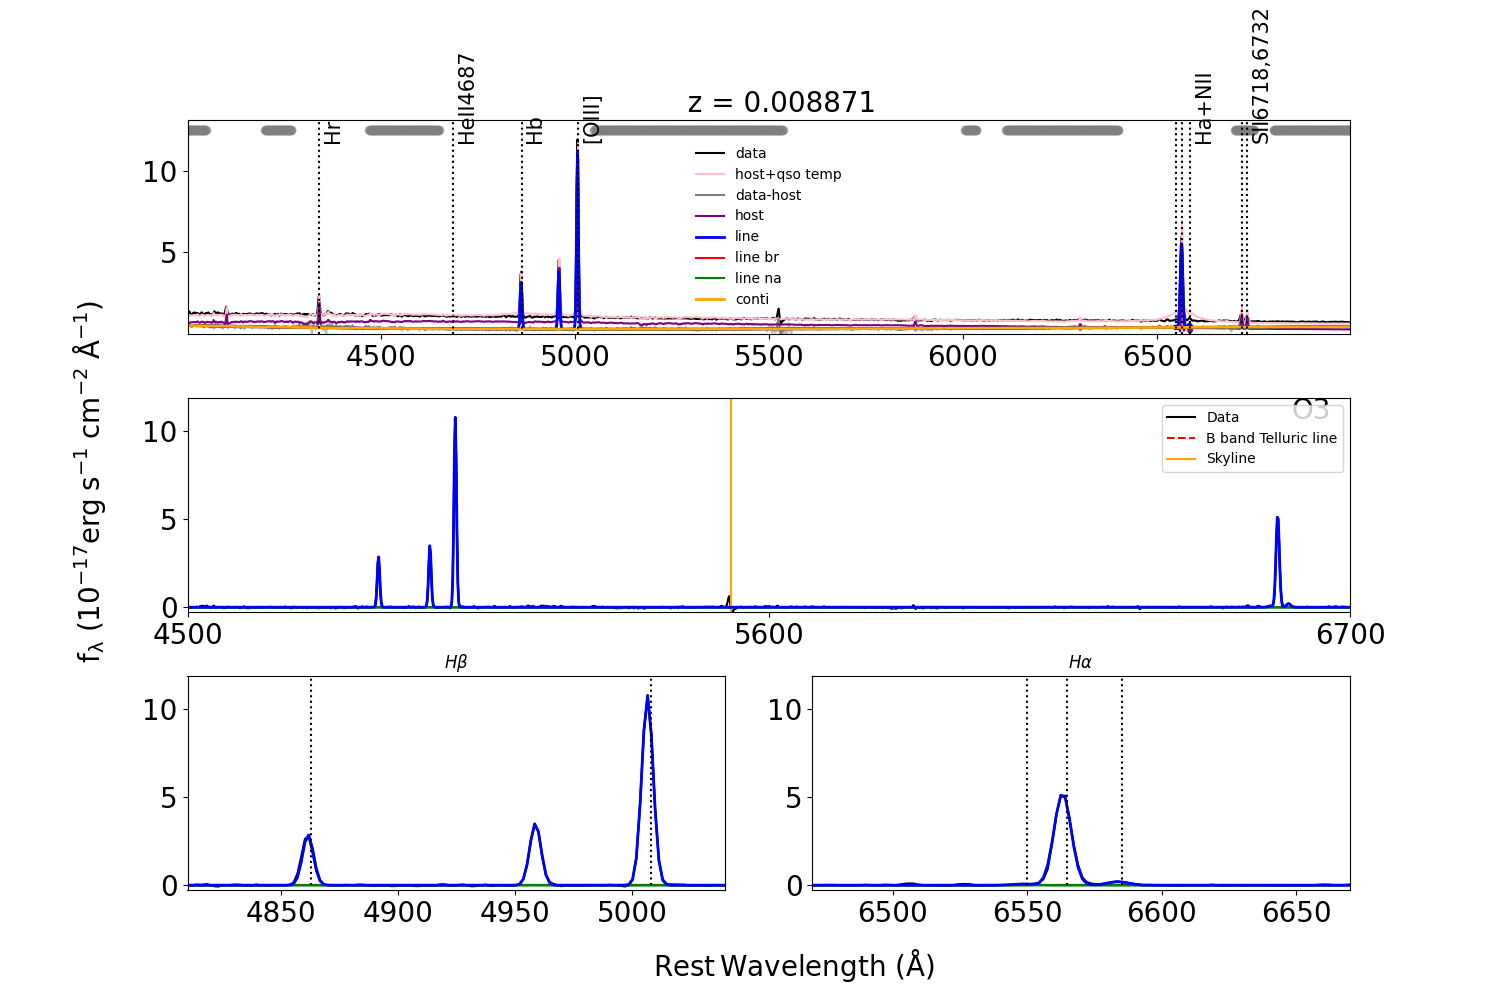 z = 0.008871
Hr
HeII4687
Hb
[OIII]
Ha+NII
SII6718,6732
data
host+qso temp
data-host
host
line
line br
line na
conti
10
5
4500 5000 5500 6000 6500
O3
Data
B band Telluric line
Skyline
10
5
0
4500 5600 6700
fλ (10−17erg s−1 cm−2 Å−1)
Hβ
10
5
0
4850 4900 4950 5000
Hα
10
5
0
6500 6550 6600 6650
Rest Wavelength (Å)